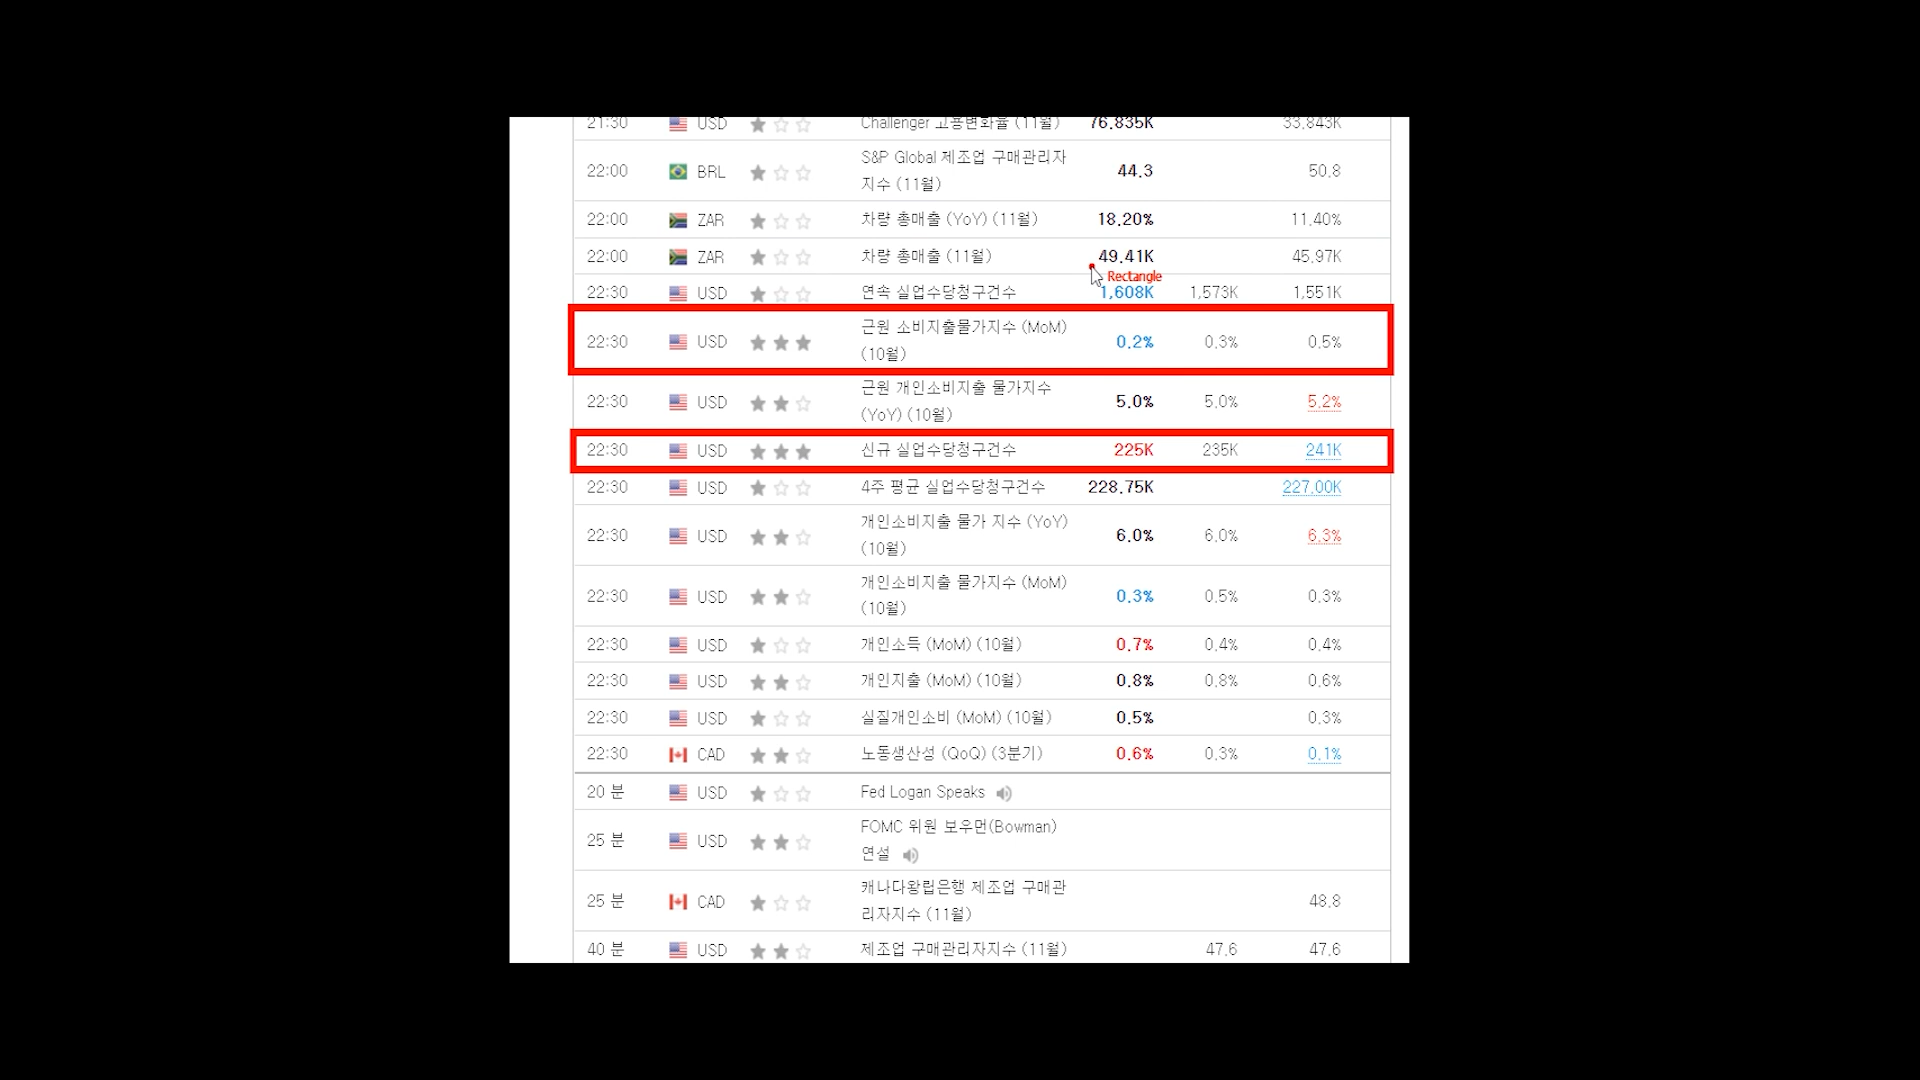 21:30 USD Challenger 고용변화율 (11월) 76.835K 33.843K
22:00 BRL S&P Global 제조업 구매관리자
지수 (11월) 44.3 50.8
22:00 ZAR 차량 총매출 (YoY) (11월) 18.20% 11.40%
22:00 ZAR 차량 총매출 (11월) 49.41K 45.97K
Rectangle
22:30 USD 연속 실업수당청구건수 1,608K 1,573K 1,551K
22:30 USD 근원 소비지출물가지수 (MoM)
(10월) 0.2% 0.3% 0.5%
22:30 USD 근원 개인소비지출 물가지수
(YoY) (10월) 5.0% 5.0% 5.2%
22:30 USD 신규 실업수당청구건수 225K 235K 241K
22:30 USD 4주 평균 실업수당청구건수 228.75K 227.00K
22:30 USD 개인소비지출 물가 지수 (YoY)
(10월) 6.0% 6.0% 6.3%
22:30 USD 개인소비지출 물가지수 (MoM)
(10월) 0.3% 0.5% 0.3%
22:30 USD 개인소득 (MoM) (10월) 0.7% 0.4% 0.4%
22:30 USD 개인지출 (MoM) (10월) 0.8% 0.8% 0.6%
22:30 USD 실질개인소비 (MoM) (10월) 0.5% 0.3%
22:30 CAD 노동생산성 (QoQ) (3분기) 0.6% 0.3% 0.1%
20 분 USD Fed Logan Speaks
25 분 USD FOMC 위원 보우먼(Bowman)
연설
25 분 CAD 캐나다왕립은행 제조업 구매관
리자지수 (11월) 48.8
40 분 USD 제조업 구매관리자지수 (11월) 47.6 47.6